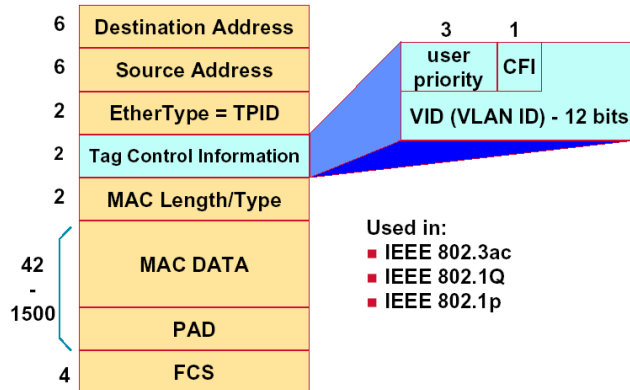 6
Destination Address
6
Source Address
2
EtherType = TPID
2
Tag Control Information
2
MAC Length/Type
42
-
1500
MAC DATA
PAD
4
FCS
3
1
user
priority
CFI
VID (VLAN ID) - 12 bits
Used in:
IEEE 802.3ac
IEEE 802.1Q
IEEE 802.1p